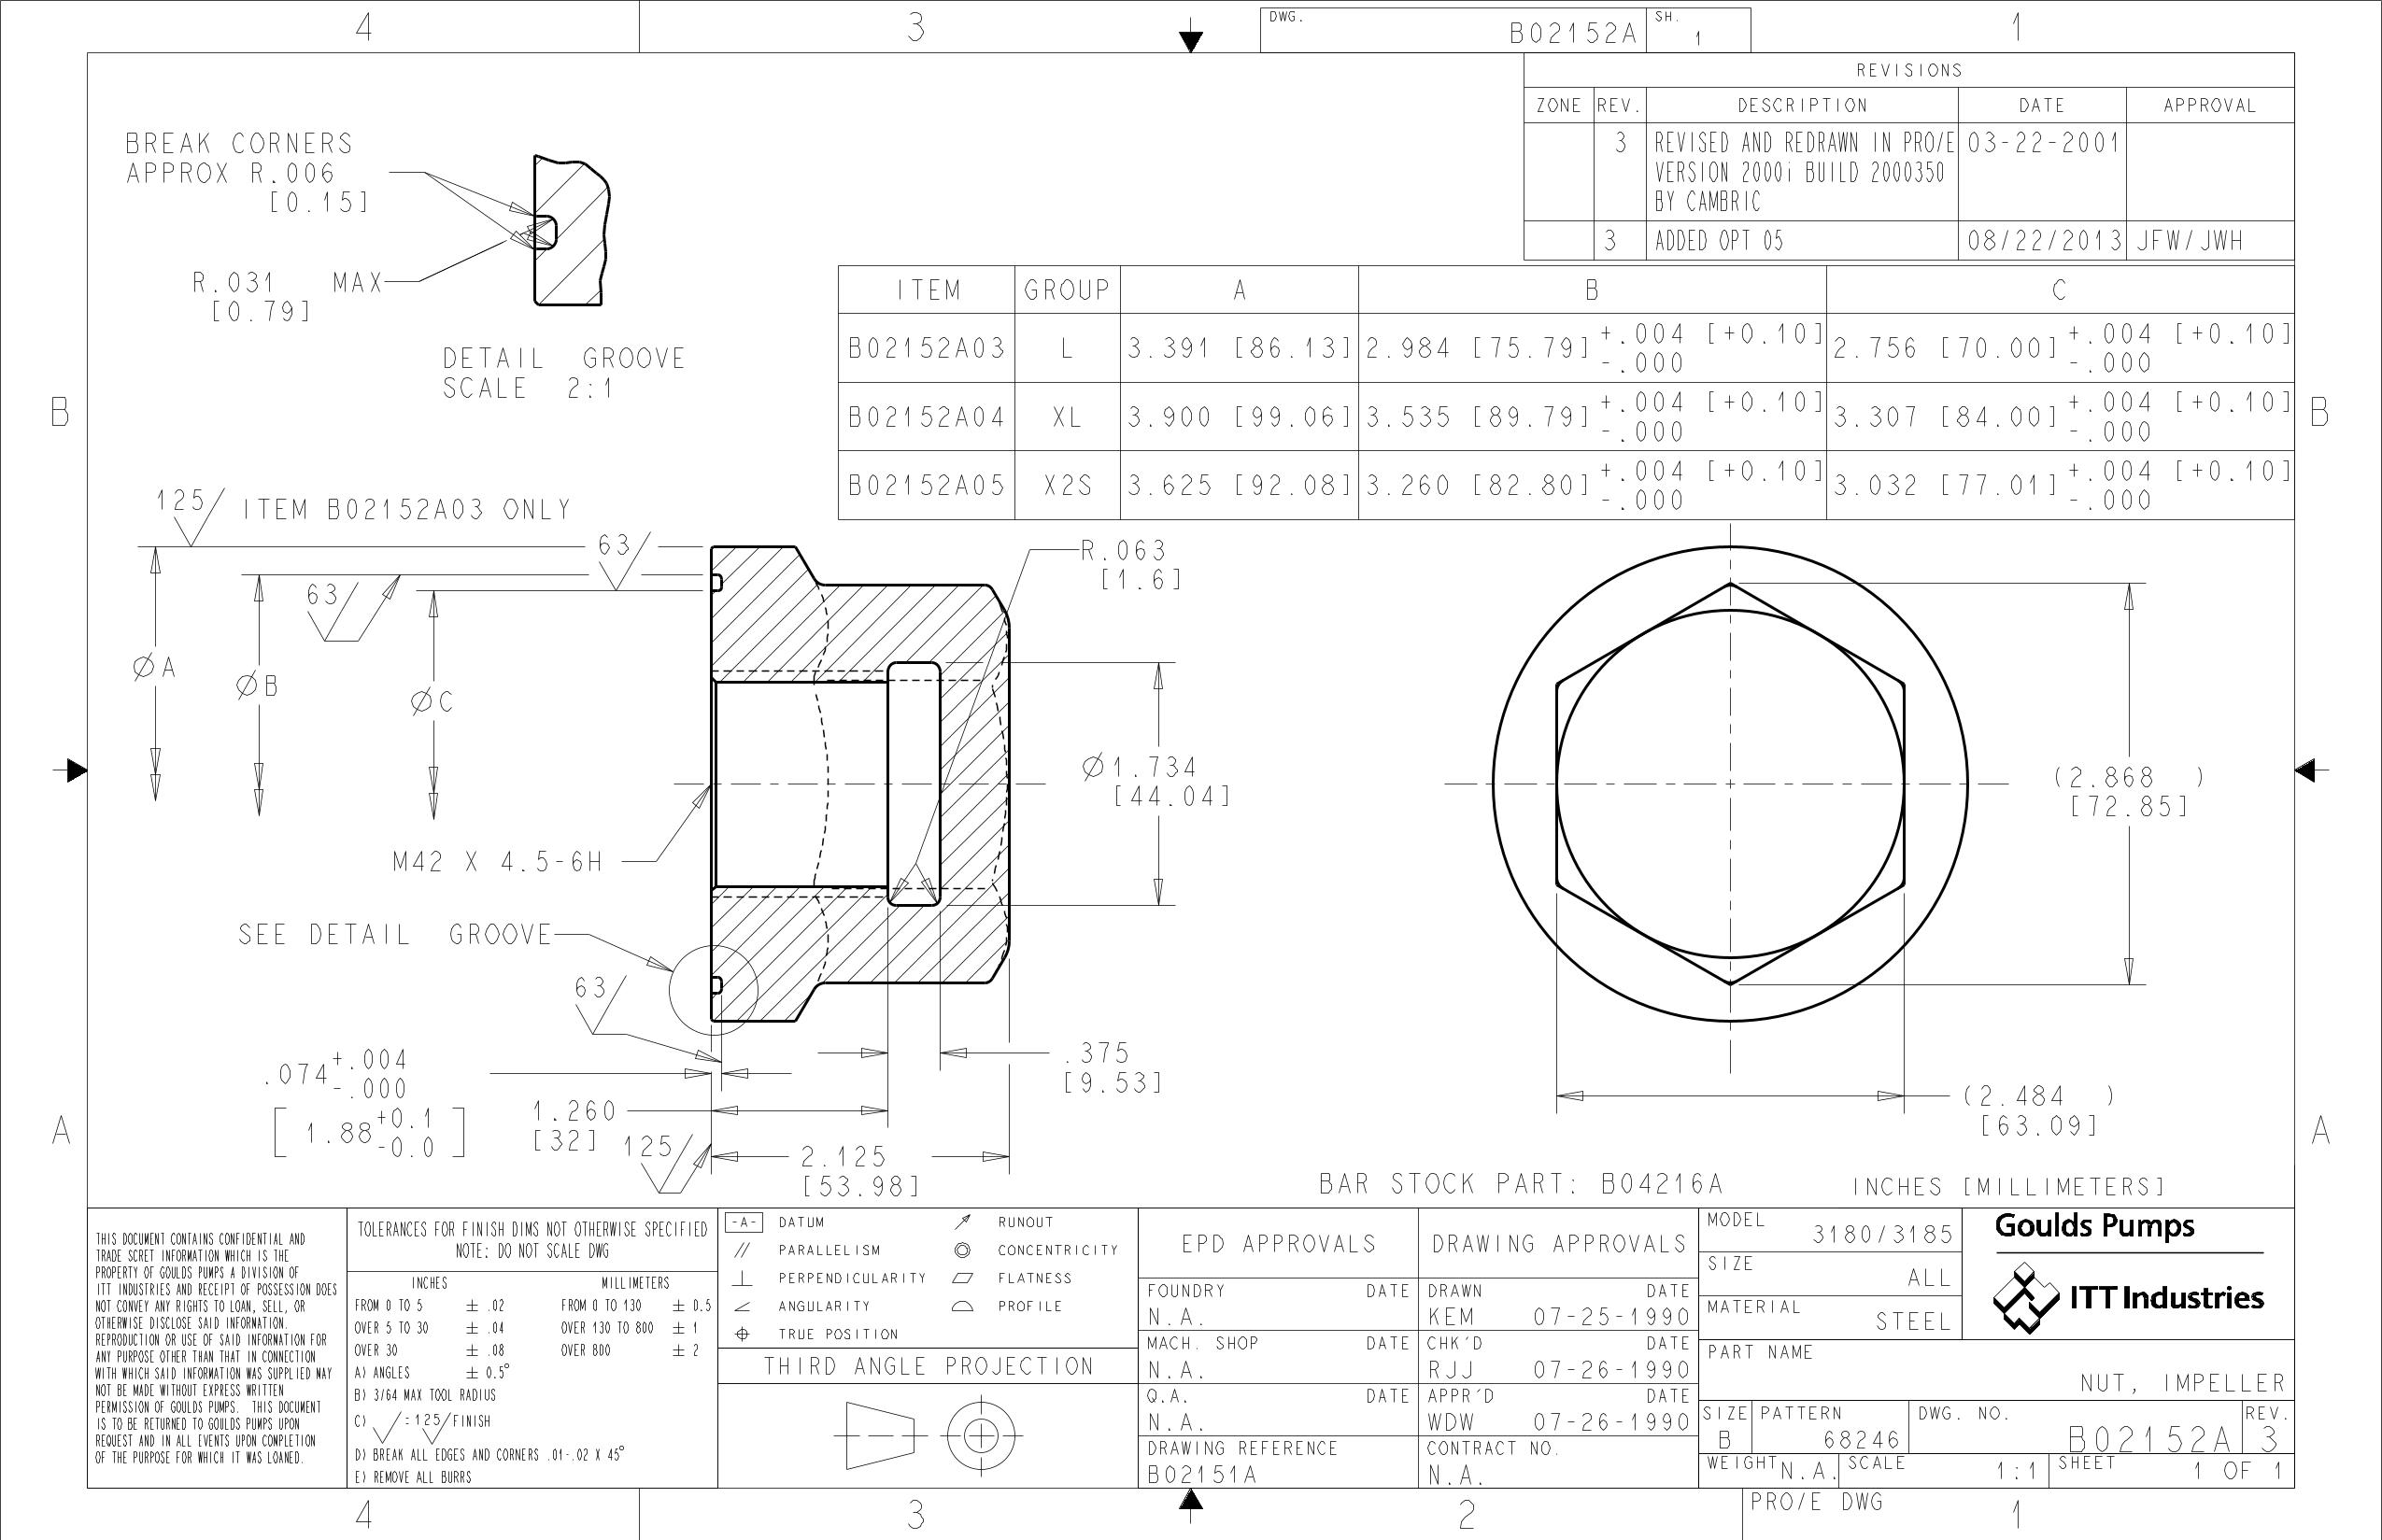 4
3
DWG.
B02152A
SH.
1
1
REVISIONS
ZONE REV. DESCRIPTION DATE APPROVAL
3 REVISED AND REDRAWN IN PRO/E 03-22-2001
VERSION 2000i BUILD 2000350
BY CAMBRIC
3 ADDED OPT 05 08/22/2013 JFW/JWH
BREAK CORNERS
APPROX R.006
[0.15]
R.031 MAX
[0.79]
DETAIL GROOVE
SCALE 2:1
ITEM GROUP A B C
B02152A03 L 3.391 [86.13] 2.984 [75.79] +.004 [+0.10] -.000 2.756 [70.00] +.004 [+0.10] -.000
B02152A04 XL 3.900 [99.06] 3.535 [89.79] +.004 [+0.10] -.000 3.307 [84.00] +.004 [+0.10] -.000
B02152A05 X2S 3.625 [92.08] 3.260 [82.80] +.004 [+0.10] -.000 3.032 [77.01] +.004 [+0.10] -.000
B
B
125/ ITEM B02152A03 ONLY
63/
63/
R.063
[1.6]
ØA
ØB
ØC
Ø1.734
[44.04]
(2.868 )
[72.85]
M42 X 4.5-6H
SEE DETAIL GROOVE
63/
.074 +.004 -.000
[1.88 +0.1 -0.0]
.375
[9.53]
1.260
[32]
125/
2.125
[53.98]
(2.484 )
[63.09]
A
A
BAR STOCK PART: B04216A
INCHES [MILLIMETERS]
THIS DOCUMENT CONTAINS CONFIDENTIAL AND
TRADE SCRET INFORMATION WHICH IS THE
PROPERTY OF GOULDS PUMPS A DIVISION OF
ITT INDUSTRIES AND RECEIPT OF POSSESSION DOES
NOT CONVEY ANY RIGHTS TO LOAN, SELL, OR
OTHERWISE DISCLOSE SAID INFORMATION.
REPRODUCTION OR USE OF SAID INFORMATION FOR
ANY PURPOSE OTHER THAN THAT IN CONNECTION
WITH WHICH SAID INFORMATION WAS SUPPLIED MAY
NOT BE MADE WITHOUT EXPRESS WRITTEN
PERMISSION OF GOULDS PUMPS. THIS DOCUMENT
IS TO BE RETURNED TO GOULDS PUMPS UPON
REQUEST AND IN ALL EVENTS UPON COMPLETION
OF THE PURPOSE FOR WHICH IT WAS LOANED.
TOLERANCES FOR FINISH DIMS NOT OTHERWISE SPECIFIED
NOTE: DO NOT SCALE DWG
INCHES MILLIMETERS
FROM 0 TO 5 ± .02 FROM 0 TO 130 ± 0.5
OVER 5 TO 30 ± .04 OVER 130 TO 800 ± 1
OVER 30 ± .08 OVER 800 ± 2
A) ANGLES ± 0.5°
B) 3/64 MAX TOOL RADIUS
C) √ = 125/ FINISH
D) BREAK ALL EDGES AND CORNERS .01-.02 X 45°
E) REMOVE ALL BURRS
-A- DATUM
RUNOUT
PARALLELISM
CONCENTRICITY
PERPENDICULARITY
FLATNESS
ANGULARITY
PROFILE
TRUE POSITION
THIRD ANGLE PROJECTION
EPD APPROVALS
FOUNDRY DATE
N.A.
MACH. SHOP DATE
N.A.
Q.A. DATE
N.A.
DRAWING REFERENCE
B02151A
DRAWING APPROVALS
DRAWN DATE
KEM 07-25-1990
CHK'D DATE
RJJ 07-26-1990
APPR'D DATE
WDW 07-26-1990
CONTRACT NO.
N.A.
MODEL
3180/3185
SIZE
ALL
MATERIAL
STEEL
Goulds Pumps
ITT Industries
PART NAME
NUT, IMPELLER
SIZE PATTERN DWG. NO. REV.
B 68246 B02152A 3
WEIGHT N.A. SCALE 1:1 SHEET 1 OF 1
4
3
2
PRO/E DWG
1